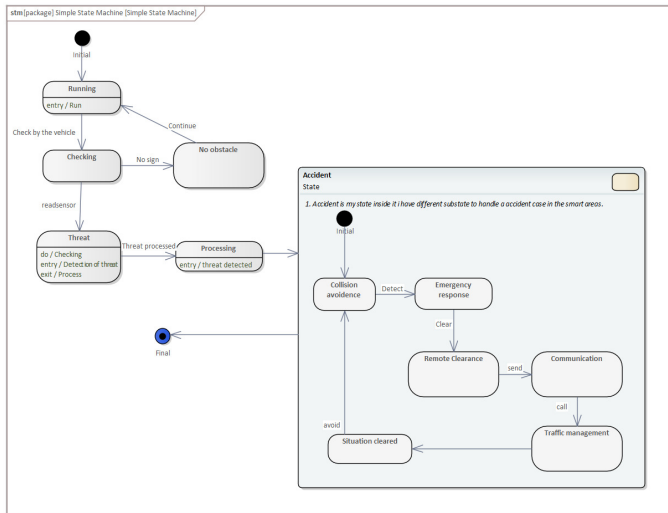 stm [package] Simple State Machine [Simple State Machine]
Initial
Running
entry / Run
Continue
Check by the vehicle
No obstacle
Checking
No sign
readsensor
Threat
do / Checking
entry / Detection of threat
exit / Process
Threat processed
Processing
entry / threat detected
Final
Accident
State
1. Accident is my state inside it i have different substate to handle a accident case in the smart areas.
Initial
Collision
avoidence
Detect
Emergency
response
Clear
Remote Clearance
send
Communication
call
Traffic management
Situation cleared
avoid